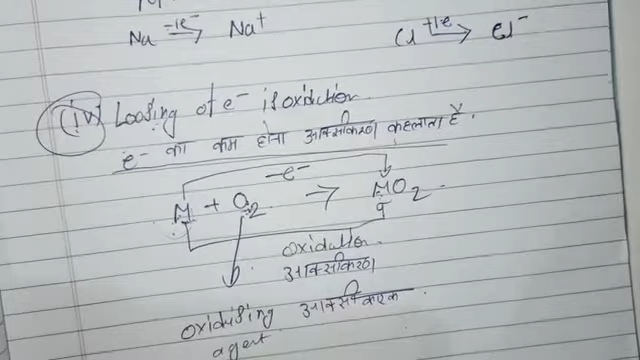 Na —1e⁻→ Na⁺
Cl +1e→ Cl⁻
(iv) Loosing of e⁻ is oxidation
e⁻ का कम होना आक्सीकरण कहलाता है.
-e⁻
M + O₂ → MO₂
oxidation
आक्सीकरण
oxidising आक्सीकारक
agent